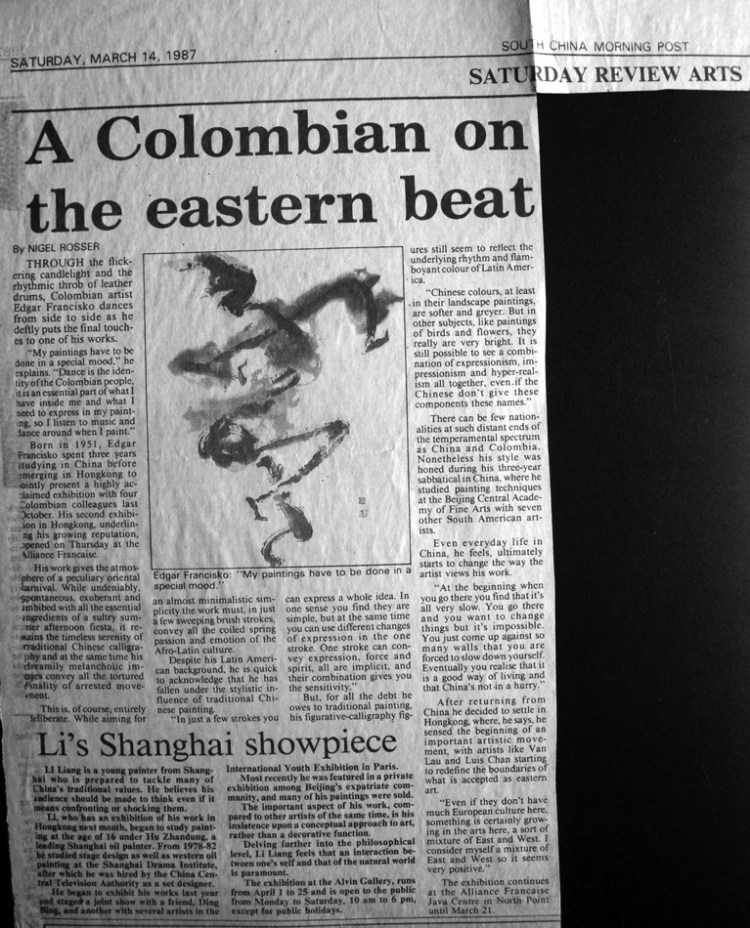 SATURDAY, MARCH 14, 1987
SOUTH CHINA MORNING POST
SATURDAY REVIEW ARTS
A Colombian on
the eastern beat
By NIGEL ROSSER
THROUGH the flick-
ering candlelight and the
rhythmic throb of leather
drums, Colombian artist
Edgar Francisko dances
from side to side as he
deftly puts the final touch-
es to one of his works.
"My paintings have to be
done in a special mood," he
explains. "Dance is the iden-
tity of the Colombian people,
it is an essential part of what I
have inside me and what I
need to express in my paint-
ing, so I listen to music and
dance around when I paint."
Born in 1951, Edgar
Francisko spent three years
studying in China before
emerging in Hongkong to
jointly present a highly ac-
claimed exhibition with four
Colombian colleagues last
October. His second exhibi-
tion in Hongkong, underlin-
ing his growing reputation,
opened on Thursday at the
Alliance Francaise.
His work gives the atmos-
phere of a peculiary oriental
carnival. While undeniably,
spontaneous, exuberant and
imbibed with all the essential
ingredients of a sultry sum-
mer afternoon fiesta, it re-
tains the timeless serenity of
traditional Chinese calligra-
phy and at the same time his
dreamily melancholic im-
ages convey all the tortured
finality of arrested move-
ment.
This is, of course, entirely
deliberate. While aiming for
Edgar Francisko: "My paintings have to be done in a
special mood."
an almost minimalistic sim-
plicity the work must, in just
a few sweeping brush strokes,
convey all the coiled spring
passion and emotion of the
Afro-Latin culture.
Despite his Latin Ameri-
can background, he is quick
to acknowledge that he has
fallen under the stylistic in-
fluence of traditional Chi-
nese painting.
"In just a few strokes you
can express a whole idea. In
one sense you find they are
simple, but at the same time
you can use different changes
of expression in the one
stroke. One stroke can con-
vey expression, force and
spirit, all are implicit, and
their combination gives you
the sensitivity."
But, for all the debt he
owes to traditional painting,
his figurative-calligraphy fig-
ures still seem to reflect the
underlying rhythm and flam-
boyant colour of Latin Amer-
ica.
"Chinese colours, at least
in their landscape paintings,
are softer and greyer. But in
other subjects, like paintings
of birds and flowers, they
really are very bright. It is
still possible to see a combi-
nation of expressionism, im-
pressionism and hyper-real-
ism all together, even if the
Chinese don't give these
components these names."
There can be few nation-
alities at such distant ends of
the temperamental spectrum
as China and Colombia.
Nonetheless his style was
honed during his three-year
sabbatical in China, where he
studied painting techniques
at the Beijing Central Acade-
my of Fine Arts with seven
other South American art-
ists.
Even everyday life in
China, he feels, ultimately
starts to change the way the
artist views his work.
"At the beginning when
you go there you find that it's
all very slow. You go there
and you want to change
things but it's impossible.
You just come up against so
many walls that you are
forced to slow down yourself.
Eventually you realise that it
is a good way of living and
that China's not in a hurry."
After returning from
China he decided to settle in
Hongkong, where, he says, he
sensed the beginning of an
important artistic move-
ment, with artists like Van
Lau and Luis Chan starting
to redefine the boundaries of
what is accepted as eastern
art.
"Even if they don't have
much European culture here,
something is certainly grow-
ing in the arts here, a sort of
mixture of East and West. I
consider myself a mixture of
East and West so it seems
very positive."
The exhibition continues
at the Alliance Francaise
Java Centre in North Point
until March 21.
Li's Shanghai showpiece
LI Liang is a young painter from Shang-
hai who is prepared to tackle many of
China's traditional values. He believes his
audience should be made to think even if it
means confronting or shocking them.
Li, who has an exhibition of his work in
Hongkong next month, began to study paint-
ing at the age of 16 under Hu Zhandung, a
leading Shanghai oil painter. From 1978-82
he studied stage design as well as western oil
painting at the Shanghai Drama Institute,
after which he was hired by the China Cen-
tral Television Authority as a set designer.
He began to exhibit his works last year
and staged a joint show with a friend, Ding
Bing, and another with several artists in the
International Youth Exhibition in Paris.
Most recently he was featured in a private
exhibition among Beijing's expatriate com-
munity, and many of his paintings were sold.
The important aspect of his work, com-
pared to other artists of the same time, is his
insistence upon a conceptual approach to art,
rather than a decorative function.
Delving further into the philosophical
level, LI Liang feels that an interaction be-
tween one's self and that of the natural world
is paramount.
The exhibition at the Alvin Gallery, runs
from April 1 to 25 and is open to the public
from Monday to Saturday, 10 am to 6 pm,
except for public holidays.